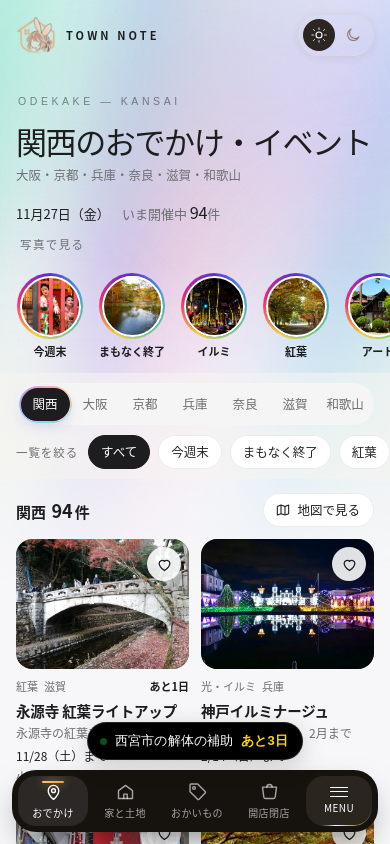 TOWN NOTE
ODEKAKE — KANSAI
関西のおでかけ・イベント
大阪・京都・兵庫・奈良・滋賀・和歌山
11月27日（金） いま開催中 94件
写真で見る
今週末 まもなく終了 イルミ 紅葉 アート
関西 大阪 京都 兵庫 奈良 滋賀 和歌山
一覧を絞る すべて 今週末 まもなく終了 紅葉
関西 94件 地図で見る
紅葉 滋賀 あと1日 光・イルミ 兵庫
永源寺 紅葉ライトアップ 神戸イルミナージュ
永源寺の紅葉 2月まで
西宮市の解体の補助 あと3日
11/28（土）まで
おでかけ 家と土地 おかいもの 開店閉店 MENU